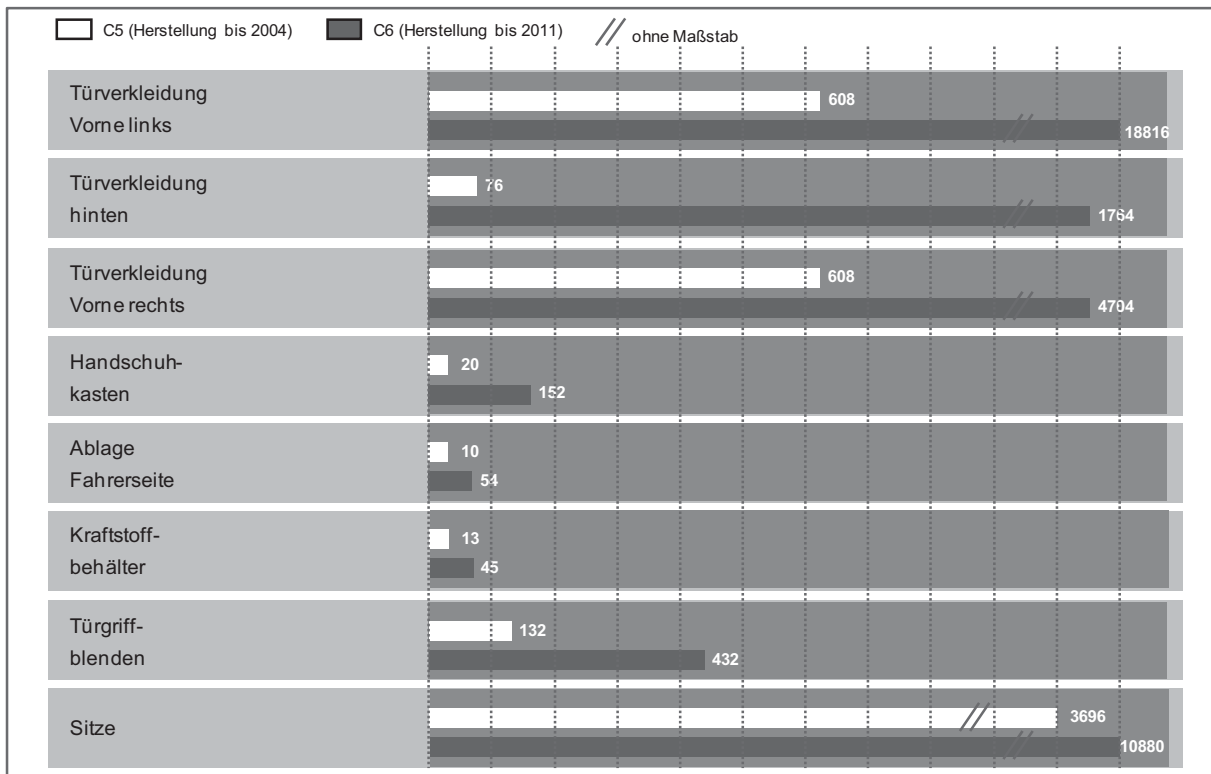 C5 (Herstellung bis 2004) C6 (Herstellung bis 2011) ohne Maßstab
Türverkleidung
Vorne links
608
18816
Türverkleidung
hinten
76
1764
Türverkleidung
Vorne rechts
608
4704
Handschuh-
kasten
20
152
Ablage
Fahrerseite
10
54
Kraftstoff-
behälter
13
45
Türgriff-
blenden
132
432
Sitze
3696
10880